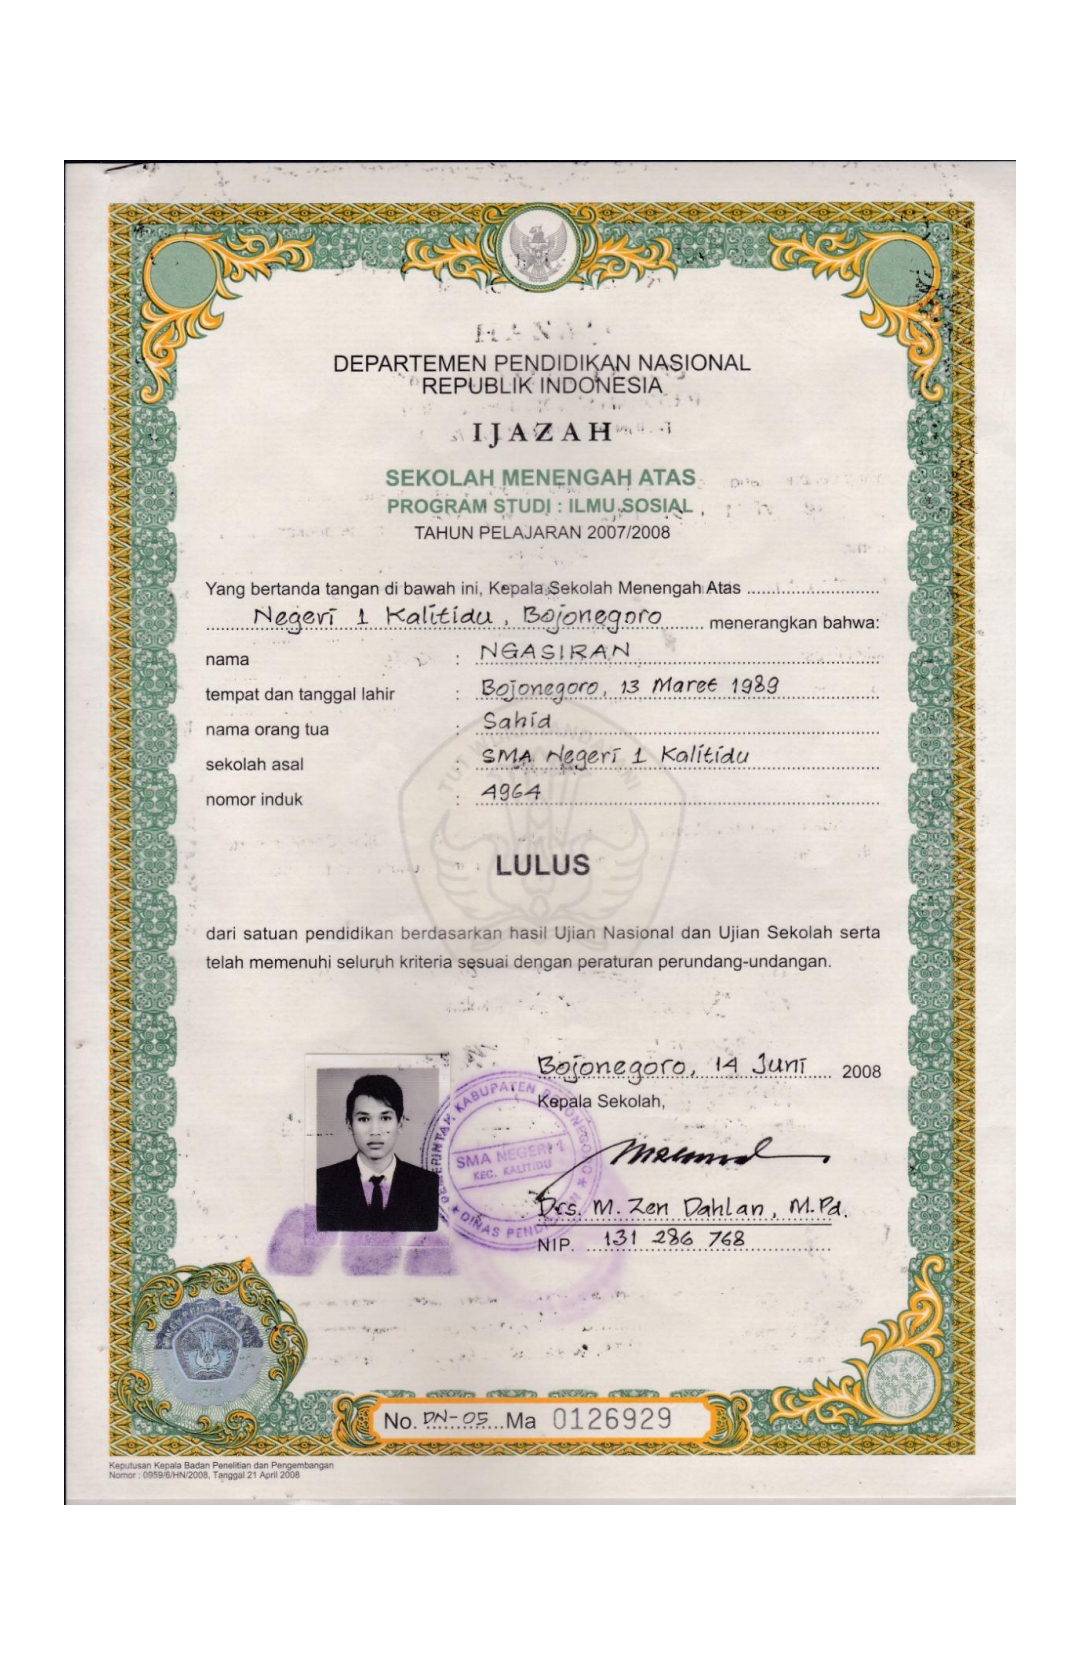 DEPARTEMEN PENDIDIKAN NASIONAL
REPUBLIK INDONESIA
IJAZAH
SEKOLAH MENENGAH ATAS
PROGRAM STUDI : ILMU SOSIAL
TAHUN PELAJARAN 2007/2008
Yang bertanda tangan di bawah ini, Kepala Sekolah Menengah Atas
Negeri 1 Kalitidu, Bojonegoro menerangkan bahwa:
nama : NGASIRAN
tempat dan tanggal lahir : Bojonegoro, 13 Maret 1989
nama orang tua : Sahid
sekolah asal : SMA Negeri 1 Kalitidu
nomor induk : 4964
TUT WURI HANDAYANI
LULUS
dari satuan pendidikan berdasarkan hasil Ujian Nasional dan Ujian Sekolah serta
telah memenuhi seluruh kriteria sesuai dengan peraturan perundang-undangan.
Bojonegoro, 14 Juni 2008
Kepala Sekolah,
PEMERINTAH KABUPATEN BOJONEGORO
SMA NEGERI 1
KEC. KALITIDU
DINAS
Drs. M. Zen Dahlan, M.Pd.
NIP. 131 286 768
No. DN-05 Ma 0126929
Keputusan Kepala Badan Penelitian dan Pengembangan
Nomor : 0959/6/HN/2008, Tanggal 21 April 2008